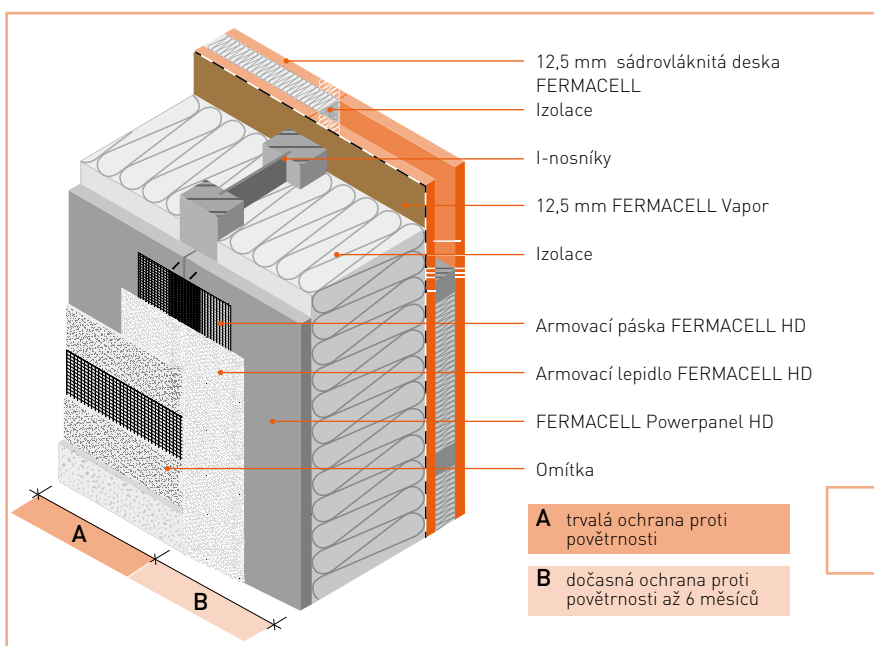 12,5 mm sádrovláknitá deska
FERMACELL
Izolace
I-nosníky
12,5 mm FERMACELL Vapor
Izolace
Armovací páska FERMACELL HD
Armovací lepidlo FERMACELL HD
FERMACELL Powerpanel HD
Omítka
A trvalá ochrana proti
povětrnosti
B dočasná ochrana proti
povětrnosti až 6 měsíců
A
B